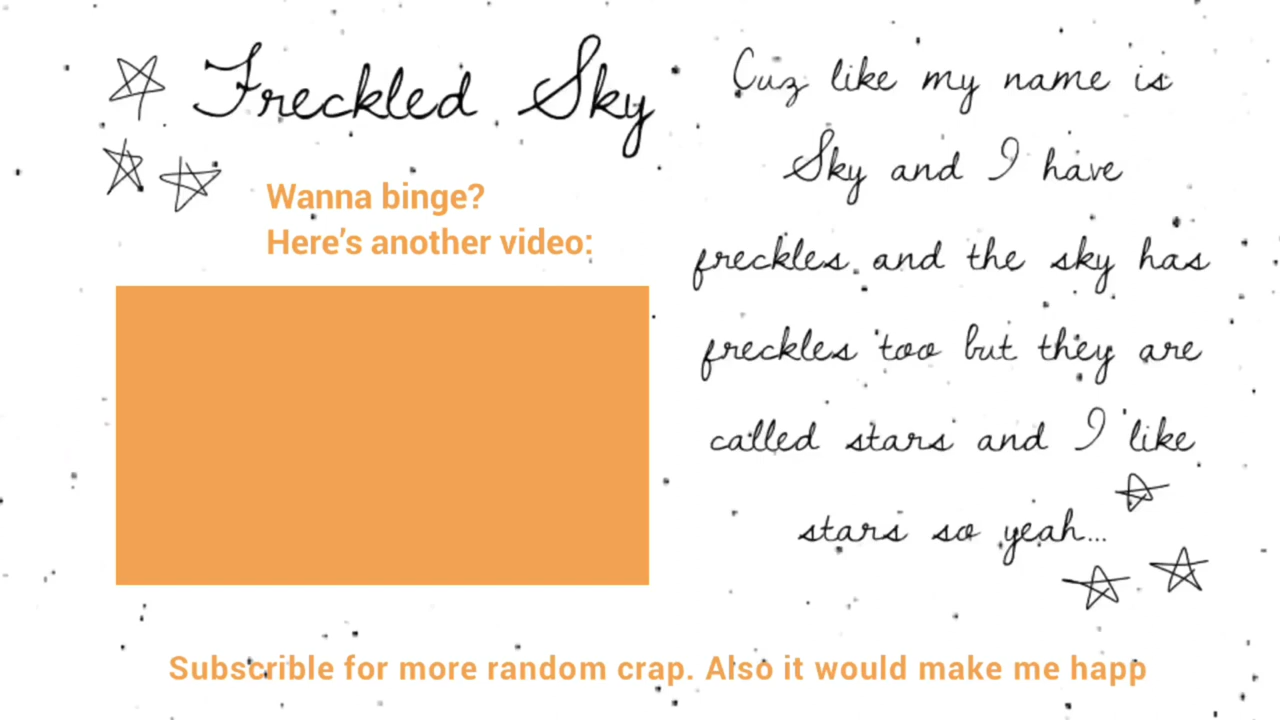 Freckled Sky
Wanna binge?
Here's another video:
Cuz like my name is
Sky and I have
freckles and the sky has
freckles too but they are
called stars and I like
stars so yeah...
Subscrible for more random crap. Also it would make me happ